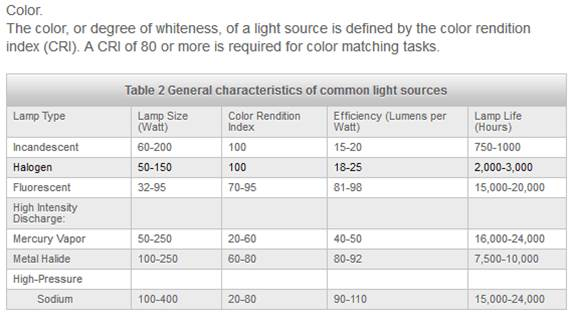 Color.
The color, or degree of whiteness, of a light source is defined by the color rendition
index (CRI). A CRI of 80 or more is required for color matching tasks.
Table 2 General characteristics of common light sources
Lamp Type Lamp Size (Watt) Color Rendition Index Efficiency (Lumens per Watt) Lamp Life (Hours)
Incandescent 60-200 100 15-20 750-1000
Halogen 50-150 100 18-25 2,000-3,000
Fluorescent 32-95 70-95 81-98 15,000-20,000
High Intensity
Discharge:
Mercury Vapor 50-250 20-60 40-50 16,000-24,000
Metal Halide 100-250 60-80 80-92 7,500-10,000
High-Pressure
Sodium 100-400 20-80 90-110 15,000-24,000